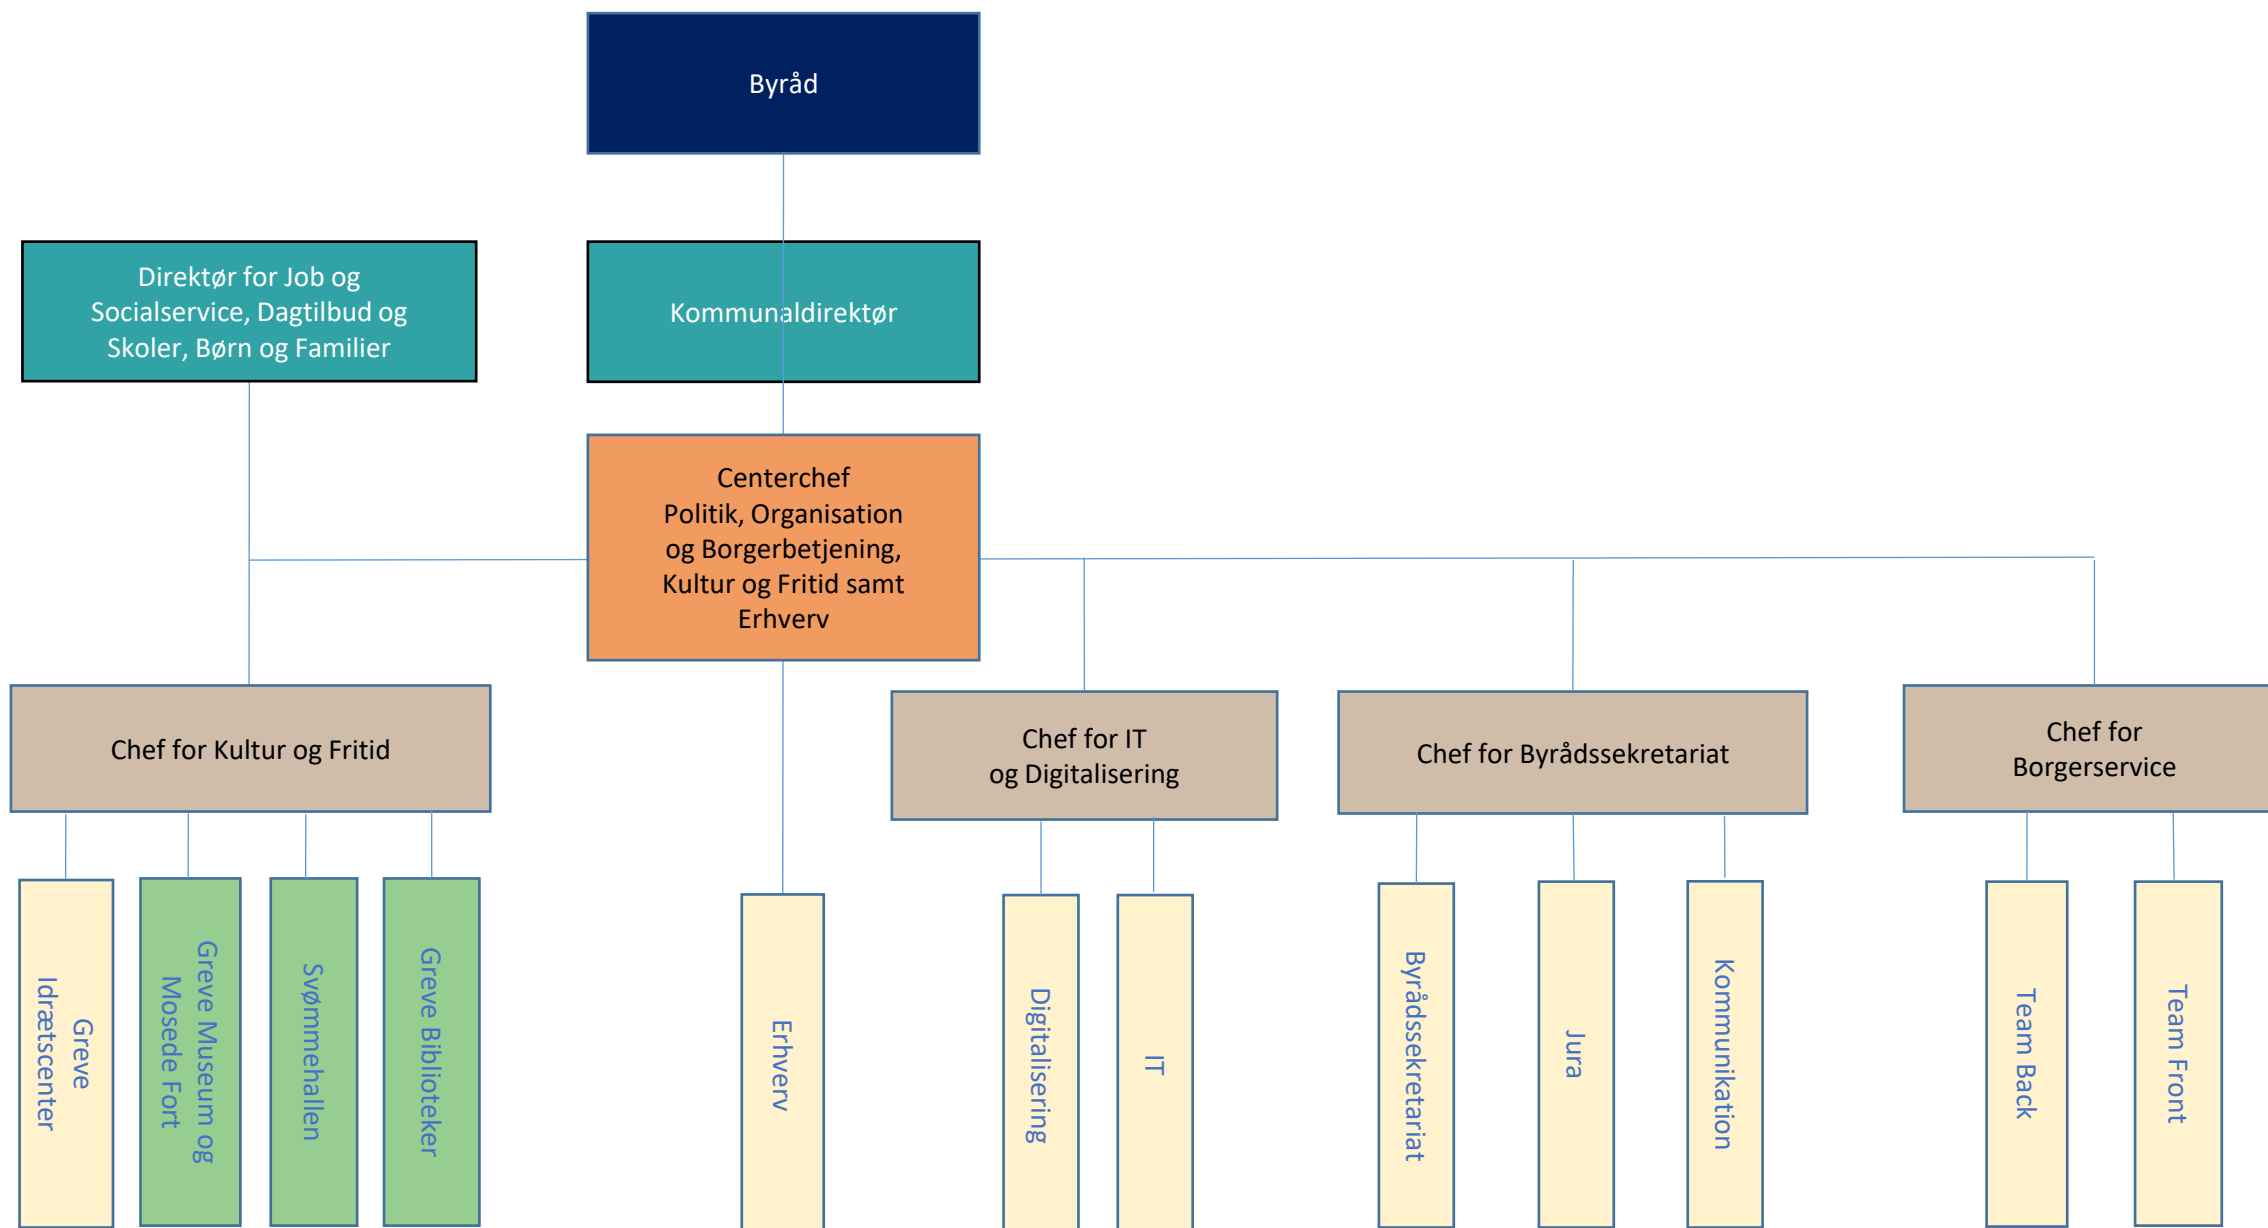 Byråd
Direktør for Job og
Socialservice, Dagtilbud og
Skoler, Børn og Familier
Kommunaldirektør
Centerchef
Politik, Organisation
og Borgerbetjening,
Kultur og Fritid samt
Erhverv
Chef for Kultur og Fritid
Chef for IT
og Digitalisering
Chef for Byrådssekretariat
Chef for
Borgerservice
Greve
Idrætscenter
Greve Museum og
Mosede Fort
Svømmehallen
Greve Biblioteker
Erhverv
Digitalisering
IT
Byrådssekretariat
Jura
Kommunikation
Team Back
Team Front